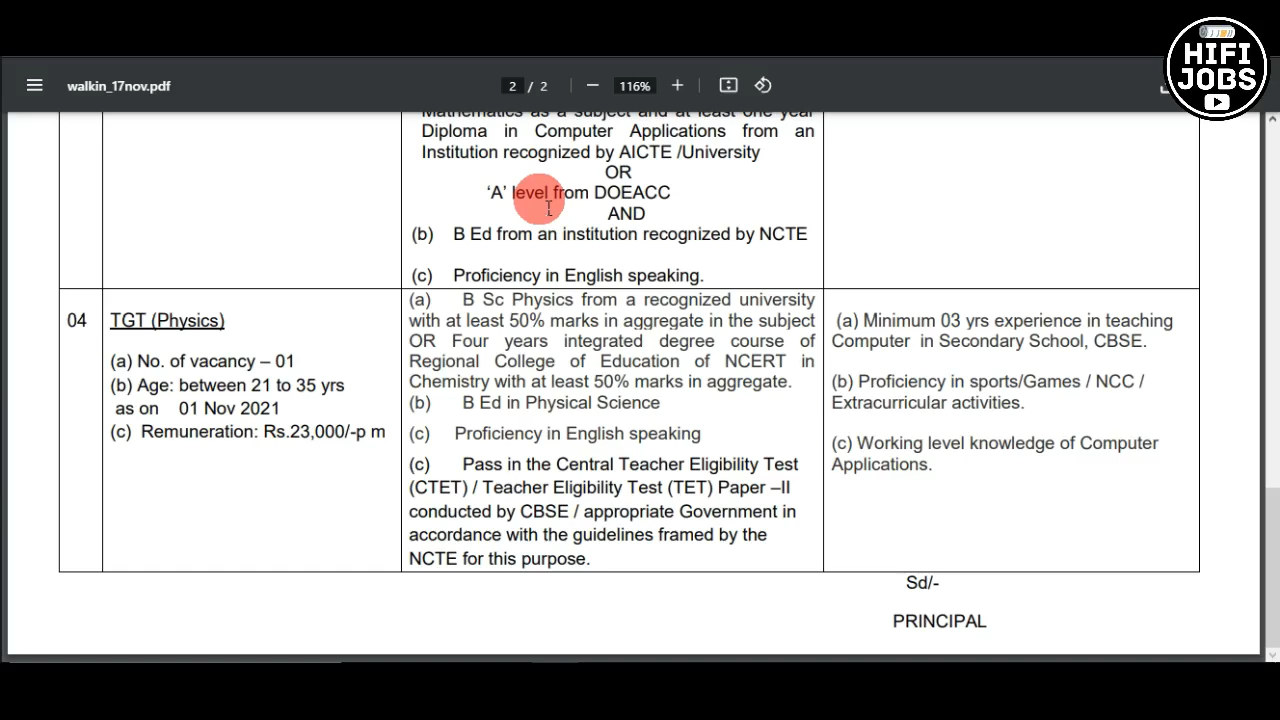 HIFI
JOBS
walkin_17nov.pdf
2 / 2
116%
Mathematics as a subject and at least one year
Diploma in Computer Applications from an
Institution recognized by AICTE /University
OR
‘A’ level from DOEACC
AND
(b) B Ed from an institution recognized by NCTE
(c) Proficiency in English speaking.
04
TGT (Physics)
(a) No. of vacancy – 01
(b) Age: between 21 to 35 yrs
as on 01 Nov 2021
(c) Remuneration: Rs.23,000/-p m
(a) B Sc Physics from a recognized university
with at least 50% marks in aggregate in the subject
OR Four years integrated degree course of
Regional College of Education of NCERT in
Chemistry with at least 50% marks in aggregate.
(b) B Ed in Physical Science
(c) Proficiency in English speaking
(c) Pass in the Central Teacher Eligibility Test
(CTET) / Teacher Eligibility Test (TET) Paper –II
conducted by CBSE / appropriate Government in
accordance with the guidelines framed by the
NCTE for this purpose.
(a) Minimum 03 yrs experience in teaching
Computer in Secondary School, CBSE.
(b) Proficiency in sports/Games / NCC /
Extracurricular activities.
(c) Working level knowledge of Computer
Applications.
Sd/-
PRINCIPAL